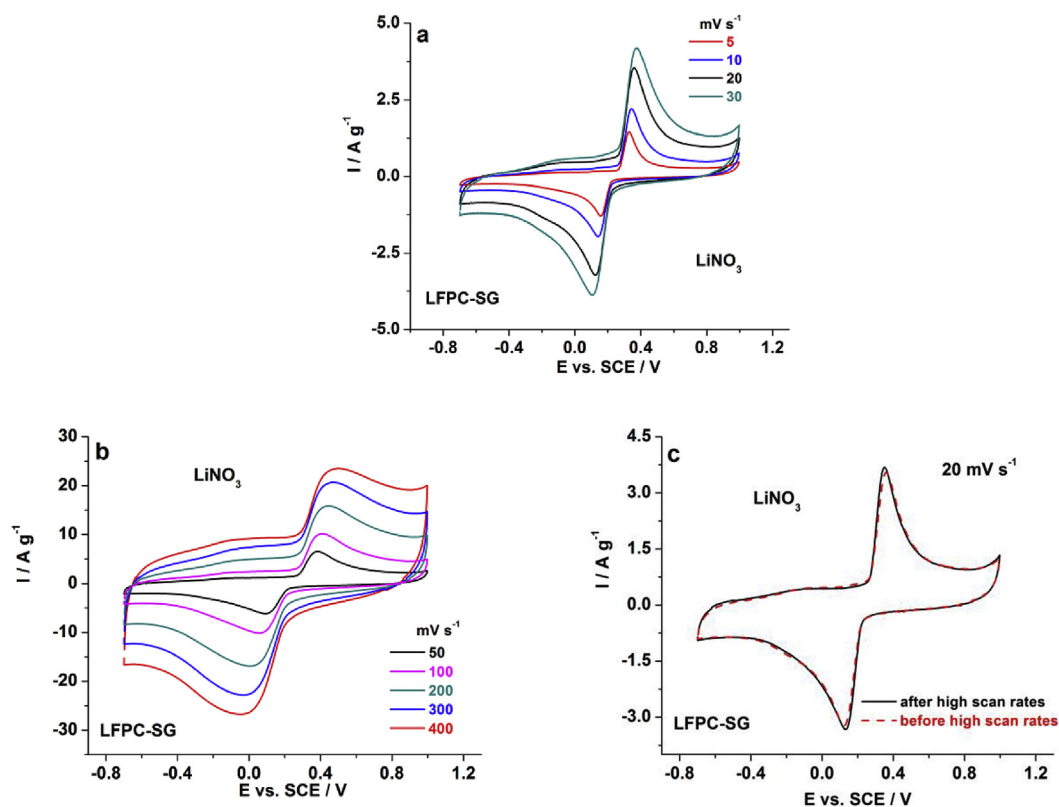 a
mV s⁻¹
5
10
20
30
5.0
2.5
0.0
-2.5
-5.0
I / A g⁻¹
LiNO₃
LFPC-SG
-0.8 -0.4 0.0 0.4 0.8 1.2
E vs. SCE / V
b
LiNO₃
30
20
10
0
-10
-20
-30
I / A g⁻¹
mV s⁻¹
50
100
200
300
400
LFPC-SG
-1.2 -0.8 -0.4 0.0 0.4 0.8 1.2
E vs. SCE / V
c
20 mV s⁻¹
LiNO₃
4.5
3.0
1.5
0.0
-1.5
-3.0
I / A g⁻¹
after high scan rates
before high scan rates
LFPC-SG
-0.8 -0.4 0.0 0.4 0.8 1.2
E vs. SCE / V